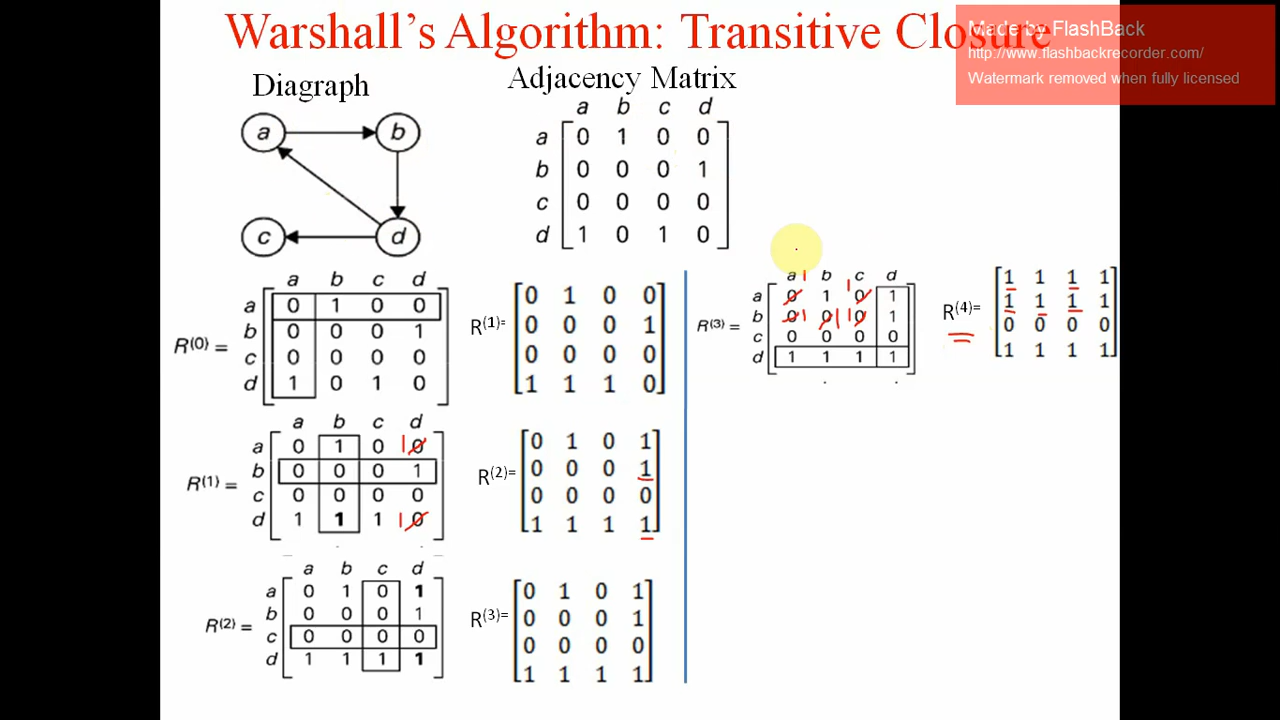 Warshall's Algorithm: Transitive Closure
Made by FlashBack
http://www.flashbackrecorder.com/
Watermark removed when fully licensed
Diagraph
a b
c d
Adjacency Matrix
a b c d
a 0 1 0 0
b 0 0 0 1
c 0 0 0 0
d 1 0 1 0
a b c d
a 0 1 0 0
b 0 0 0 1
c 0 0 0 0
d 1 0 1 0
R(0) =
R(1)=
0 1 0 0
0 0 0 1
0 0 0 0
1 1 1 0
a b c d
a 0 1 0 1 0
b 0 0 0 1
c 0 0 0 0
d 1 1 1 1 0
R(1) =
R(2)=
0 1 0 1
0 0 0 1
0 0 0 0
1 1 1 1
a b c d
a 0 1 0 1
b 0 0 0 1
c 0 0 0 0
d 1 1 1 1
R(2) =
R(3)=
0 1 0 1
0 0 0 1
0 0 0 0
1 1 1 1
a 1 b 1 c d
a 0 1 0 1
b 0 1 0 1 1 0 1
c 0 0 0 0
d 1 1 1 1
R(3) =
R(4)=
1 1 1 1
1 1 1 1
0 0 0 0
1 1 1 1